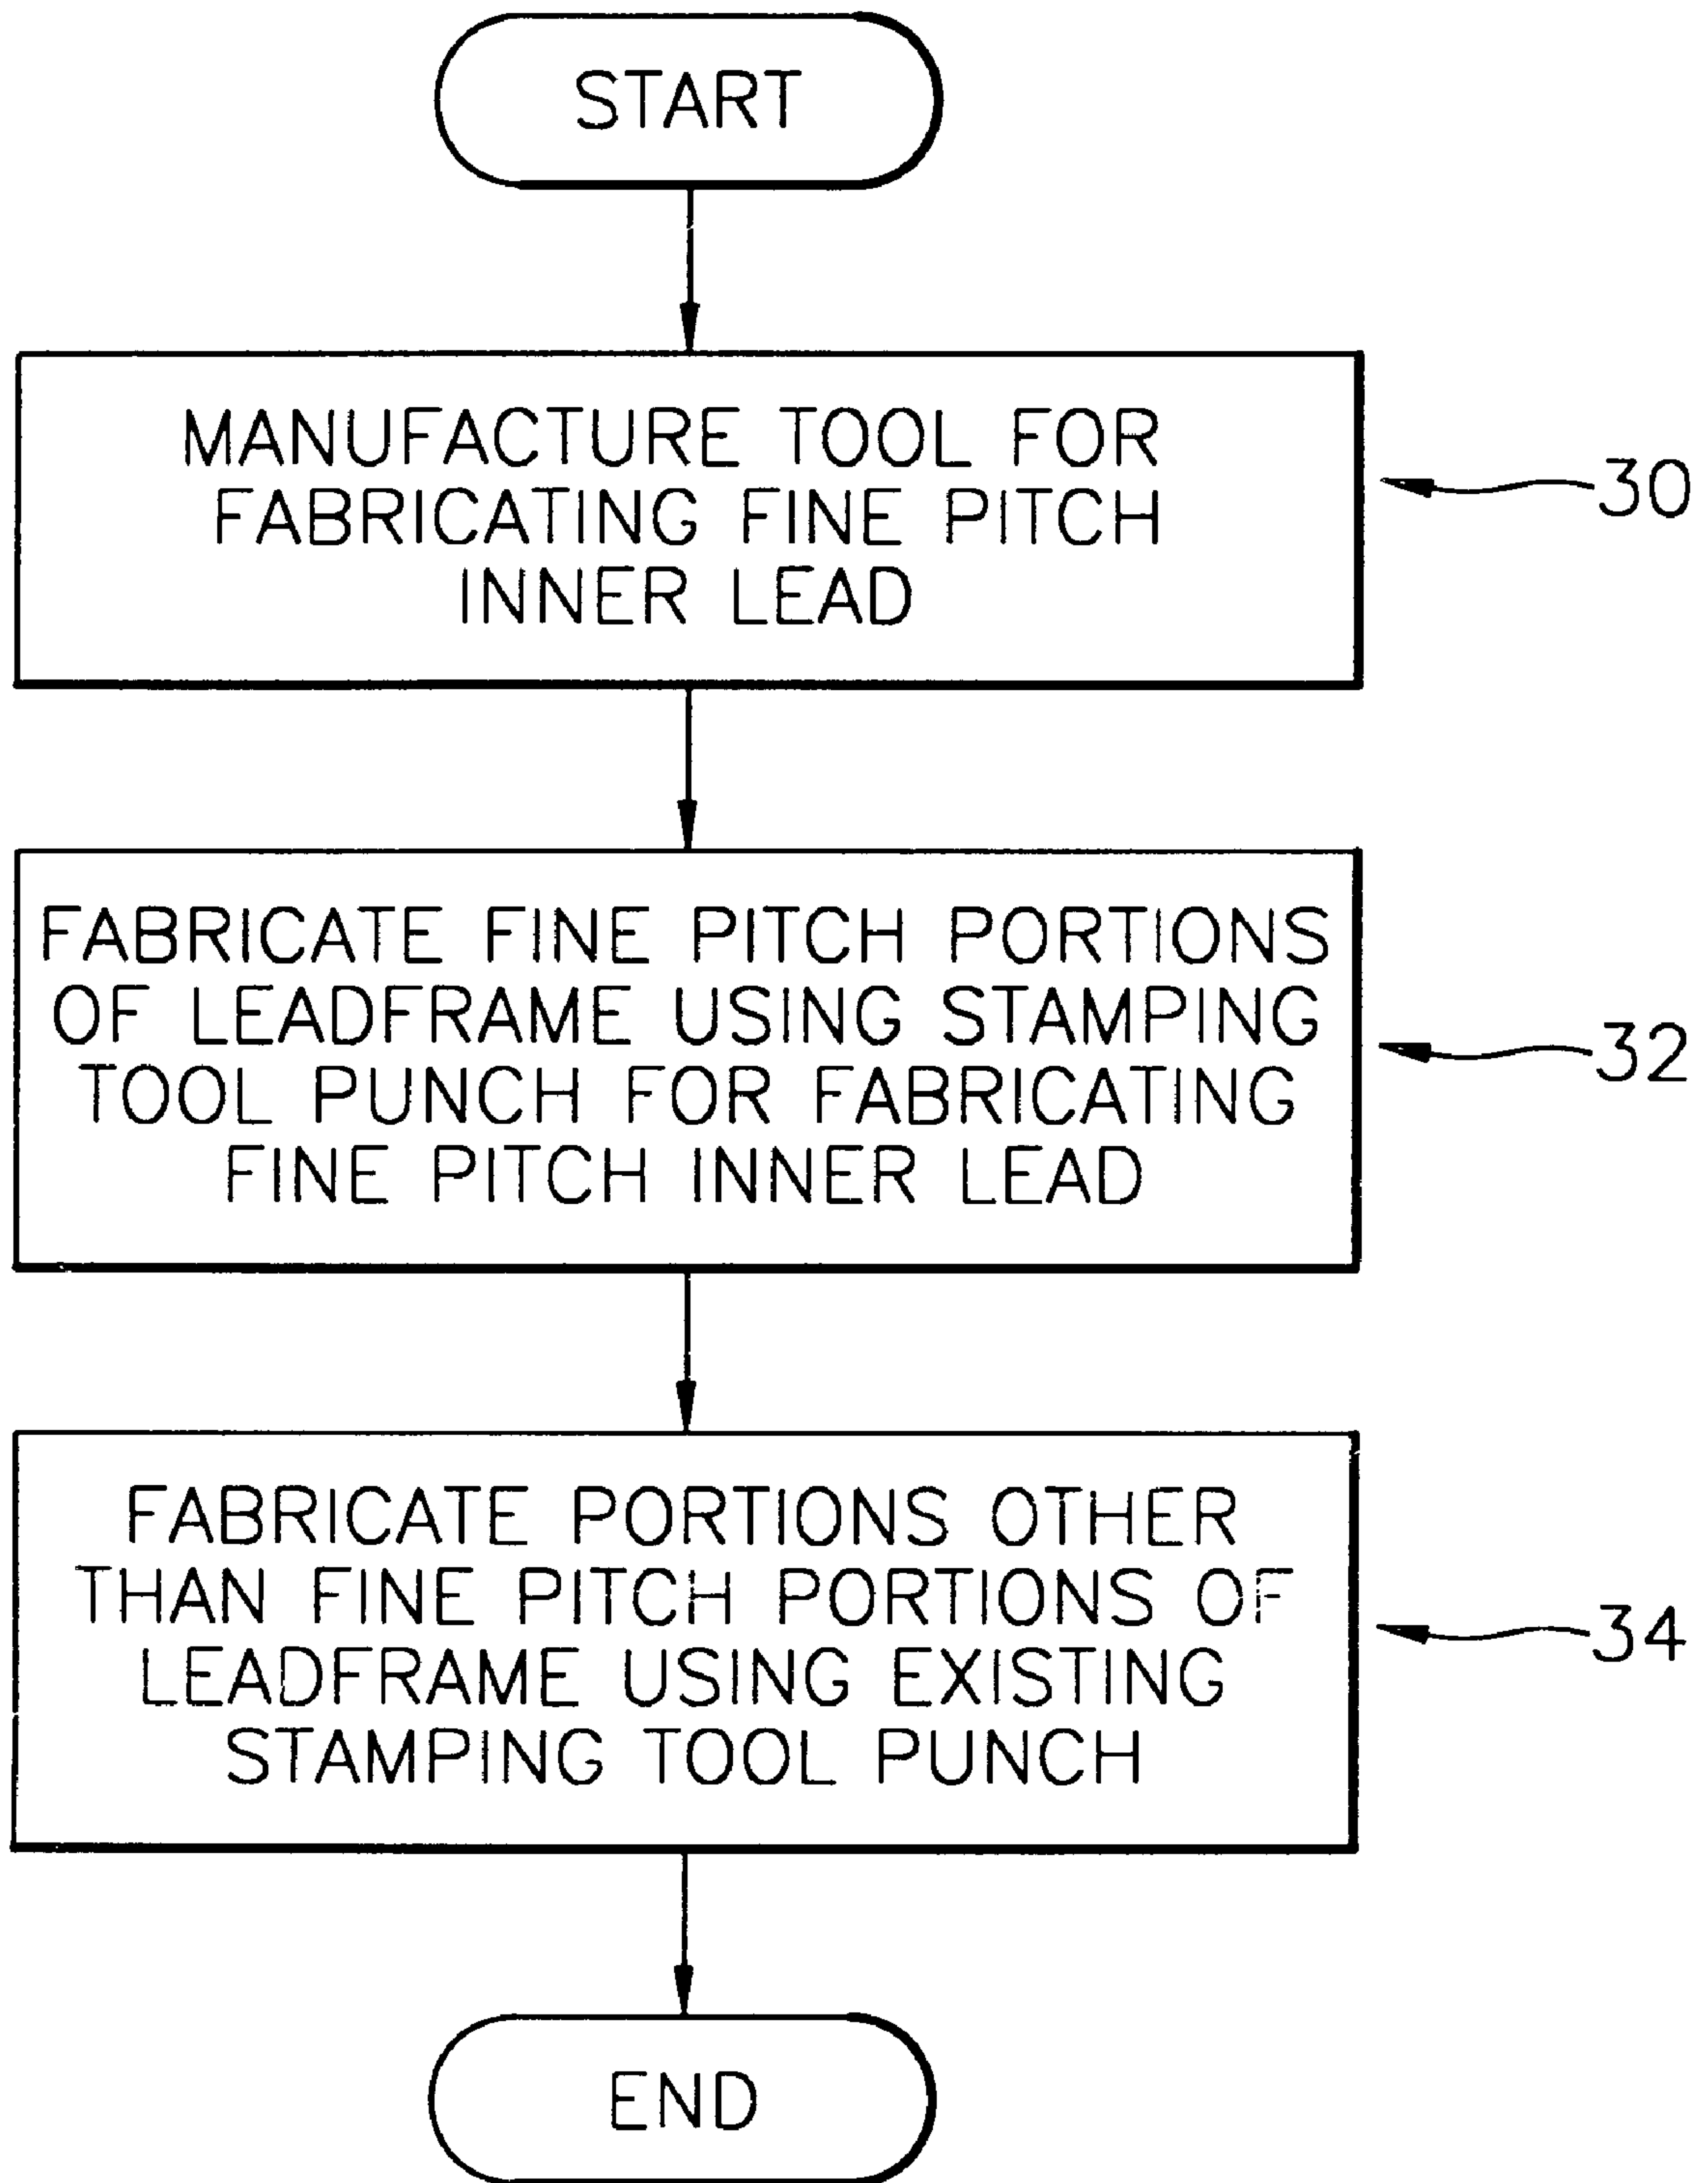 START
MANUFACTURE TOOL FOR
FABRICATING FINE PITCH
INNER LEAD
30
FABRICATE FINE PITCH PORTIONS
OF LEADFRAME USING STAMPING
TOOL PUNCH FOR FABRICATING
FINE PITCH INNER LEAD
32
FABRICATE PORTIONS OTHER
THAN FINE PITCH PORTIONS OF
LEADFRAME USING EXISTING
STAMPING TOOL PUNCH
34
END